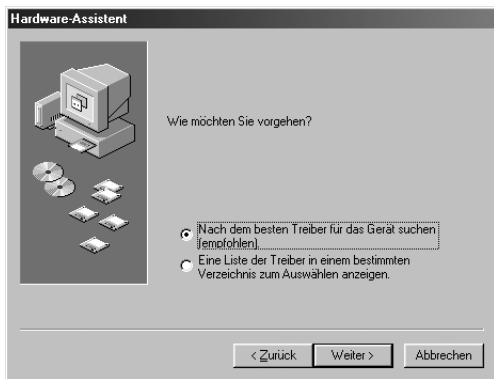 Hardware-Assistent
Wie möchten Sie vorgehen?
Nach dem besten Treiber für das Gerät suchen
(empfohlen).
Eine Liste der Treiber in einem bestimmten
Verzeichnis zum Auswählen anzeigen.
< Zurück Weiter > Abbrechen